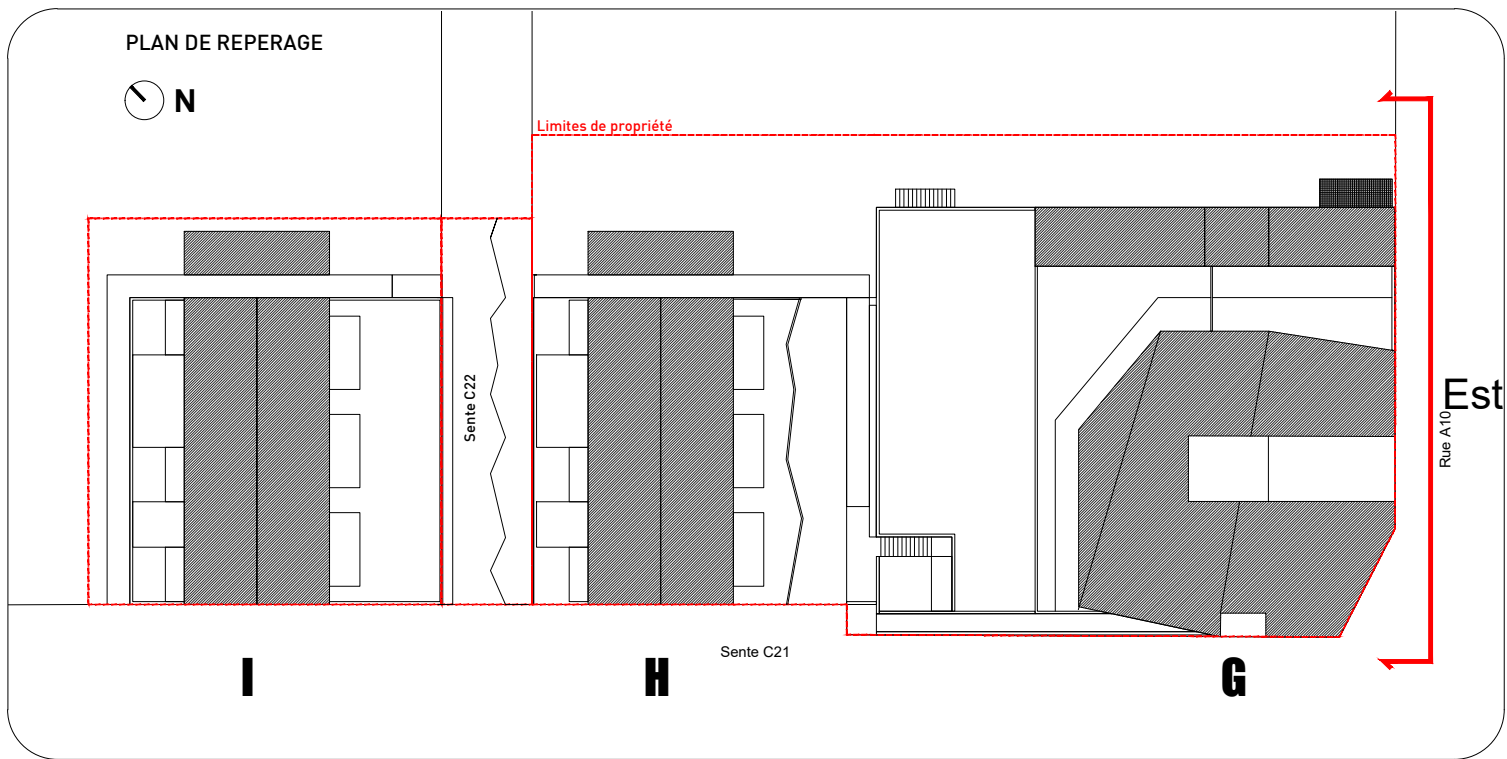 PLAN DE REPERAGE
N
Limites de propriété
Sente C22
Est
Rue A10
Sente C21
I
H
G